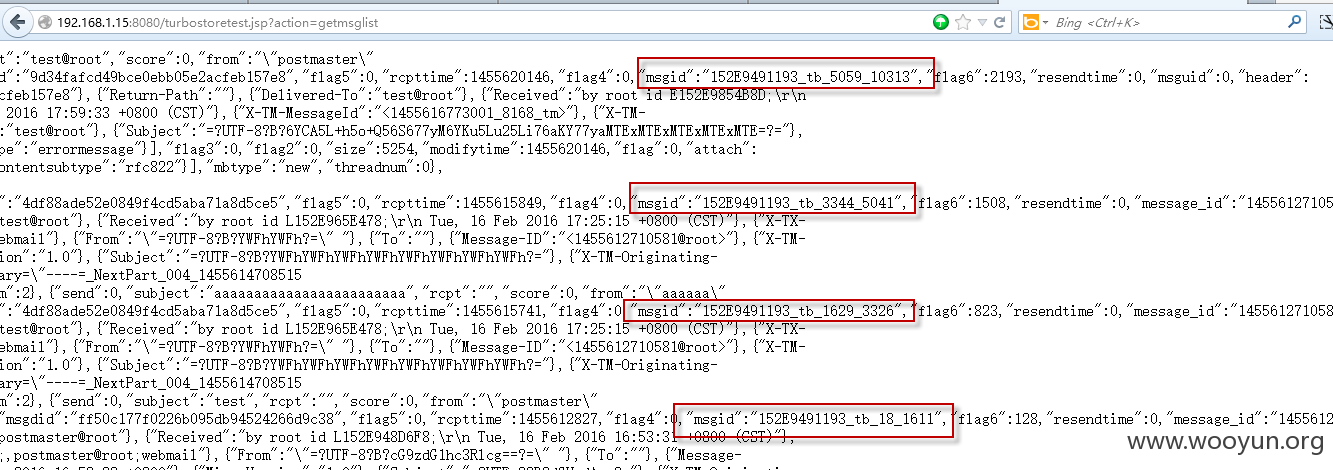 192.168.1.15:8080/turbostoretest.jsp?action=getmsglist
Bing <Ctrl+K>
t":"test@root","score":0,"from":"\"postmaster\"
d":"9d34fafcd49bce0ebb05e2acfeb157e8","flag5":0,"rcpttime":1455620146,"flag4":0,"msgid":"152E9491193_tb_5059_10313","flag6":2193,"resendtime":0,"msguid":0,"header":
cfeb157e8"},{"Return-Path":""},{"Delivered-To":"test@root"},{"Received":"by root id E152E9854B8D;\r\n
2016 17:59:33 +0800 (CST)"},{"X-TM-MessageId":"<1455616773001_8168_tm>"},{"X-TM-
"test@root"},{"Subject":"=?UTF-8?B?6YCA5L+h5o+Q56S677yM6YKu5Lu25Li76aKY77yaMTExMTExMTExMTExMTE=?="},
pe":"errormessage"}],"flag3":0,"flag2":0,"size":5254,"modifytime":1455620146,"flag":0,"attach":
ontentsubtype":"rfc822"}],"mbtype":"new","threadnum":0},
":"4df88ade52e0849f4cd5aba71a8d5ce5","flag5":0,"rcpttime":1455615849,"flag4":0,"msgid":"152E9491193_tb_3344_5041","flag6":1508,"resendtime":0,"message_id":"14556127105
test@root"},{"Received":"by root id L152E965E478;\r\n Tue, 16 Feb 2016 17:25:15 +0800 (CST)"},{"X-TX-
ebmail"},{"From":"\"=?UTF-8?B?YWFhYWFh?=\" "},{"To":""},{"Message-ID":"<1455612710581@root>"},{"X-TM-
ion":"1.0"},{"Subject":"=?UTF-8?B?YWFhYWFhYWFhYWFhYWFhYWFhYWFhYWFh?="},{"X-TM-Originating-
ary=\"----=_NextPart_004_1455614708515
m":2},{"send":0,"subject":"aaaaaaaaaaaaaaaaaaaaaaaa","rcpt":"","score":0,"from":"\"aaaaaa\"
":"4df88ade52e0849f4cd5aba71a8d5ce5","flag5":0,"rcpttime":1455615741,"flag4":0,"msgid":"152E9491193_tb_1629_3326","flag6":823,"resendtime":0,"message_id":"145561271058
test@root"},{"Received":"by root id L152E965E478;\r\n Tue, 16 Feb 2016 17:25:15 +0800 (CST)"},{"X-TX-
ebmail"},{"From":"\"=?UTF-8?B?YWFhYWFh?=\" "},{"To":""},{"Message-ID":"<1455612710581@root>"},{"X-TM-
ion":"1.0"},{"Subject":"=?UTF-8?B?YWFhYWFhYWFhYWFhYWFhYWFhYWFhYWFh?="},{"X-TM-Originating-
ary=\"----=_NextPart_004_1455614708515
m":2},{"send":0,"subject":"test","rcpt":"","score":0,"from":"\"postmaster\"
"msgdid":"ff50c177f0226b095db94524266d9c38","flag5":0,"rcpttime":1455612827,"flag4":0,"msgid":"152E9491193_tb_18_1611","flag6":128,"resendtime":0,"message_id":"1455612
postmaster@root"},{"Received":"by root id L152E948D6F8;\r\n Tue, 16 Feb 2016 16:53:31 +0800 (CST)"},
,postmaster@root;webmail"},{"From":"\"=?UTF-8?B?cG9zdG1hc3Rlcg==?=\" "},{"To":""},{"Message-
www.wooyun.org